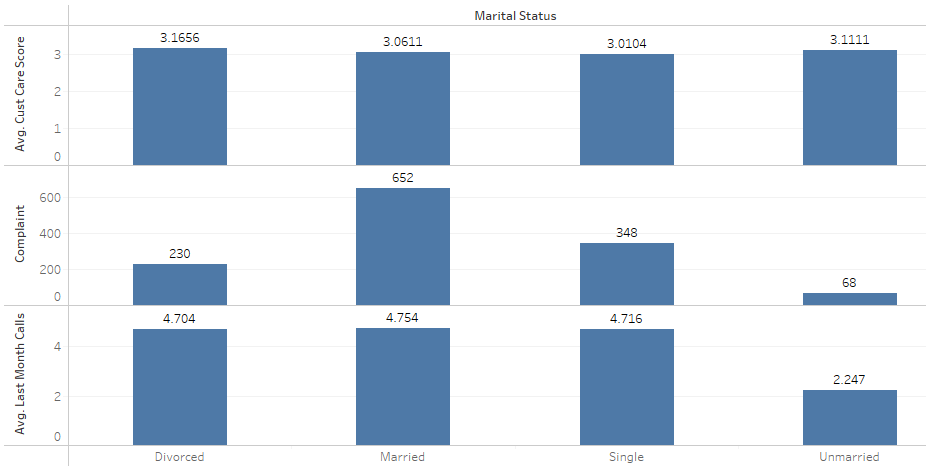 Marital Status
Avg. Cust Care Score
3
2
1
0
3.1656
3.0611
3.0104
3.1111
Complaint
600
400
200
0
230
652
348
68
Avg. Last Month Calls
4
2
0
4.704
4.754
4.716
2.247
Divorced
Married
Single
Unmarried